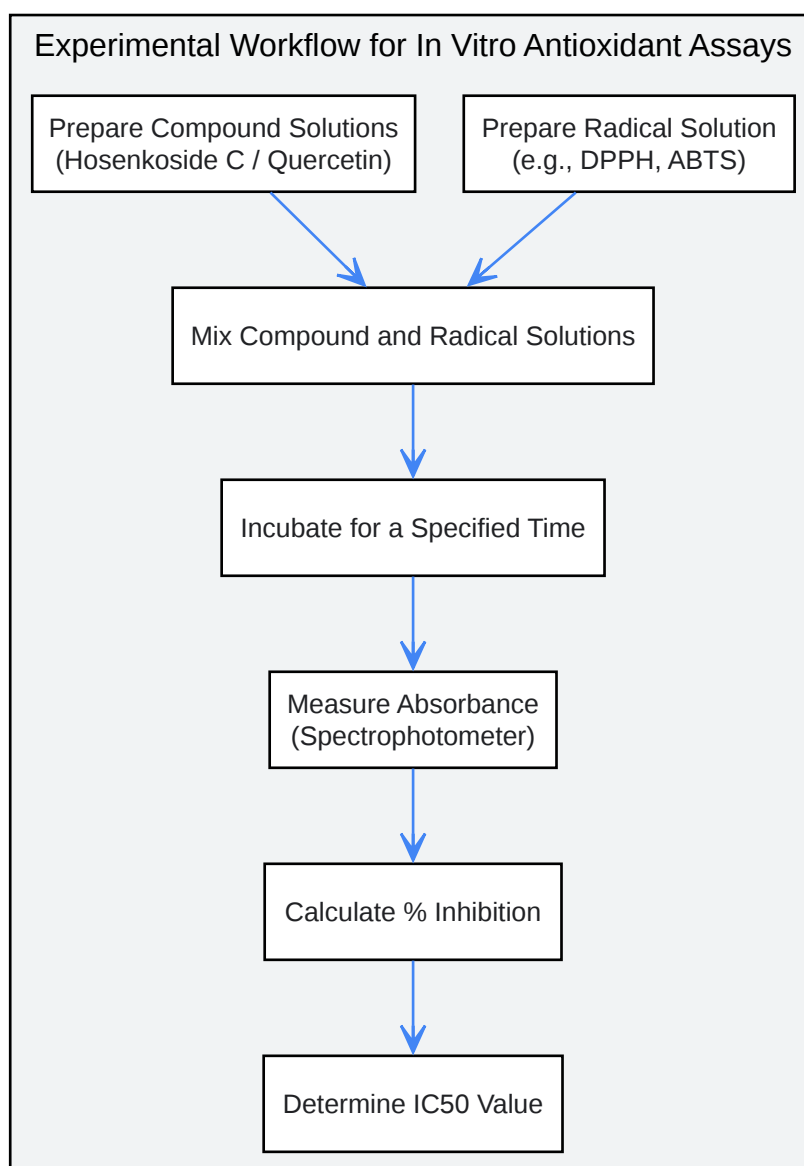 Experimental Workflow for In Vitro Antioxidant Assays
Prepare Compound Solutions
(Hosenkoside C / Quercetin)
Prepare Radical Solution
(e.g., DPPH, ABTS)
Mix Compound and Radical Solutions
Incubate for a Specified Time
Measure Absorbance
(Spectrophotometer)
Calculate % Inhibition
Determine IC50 Value